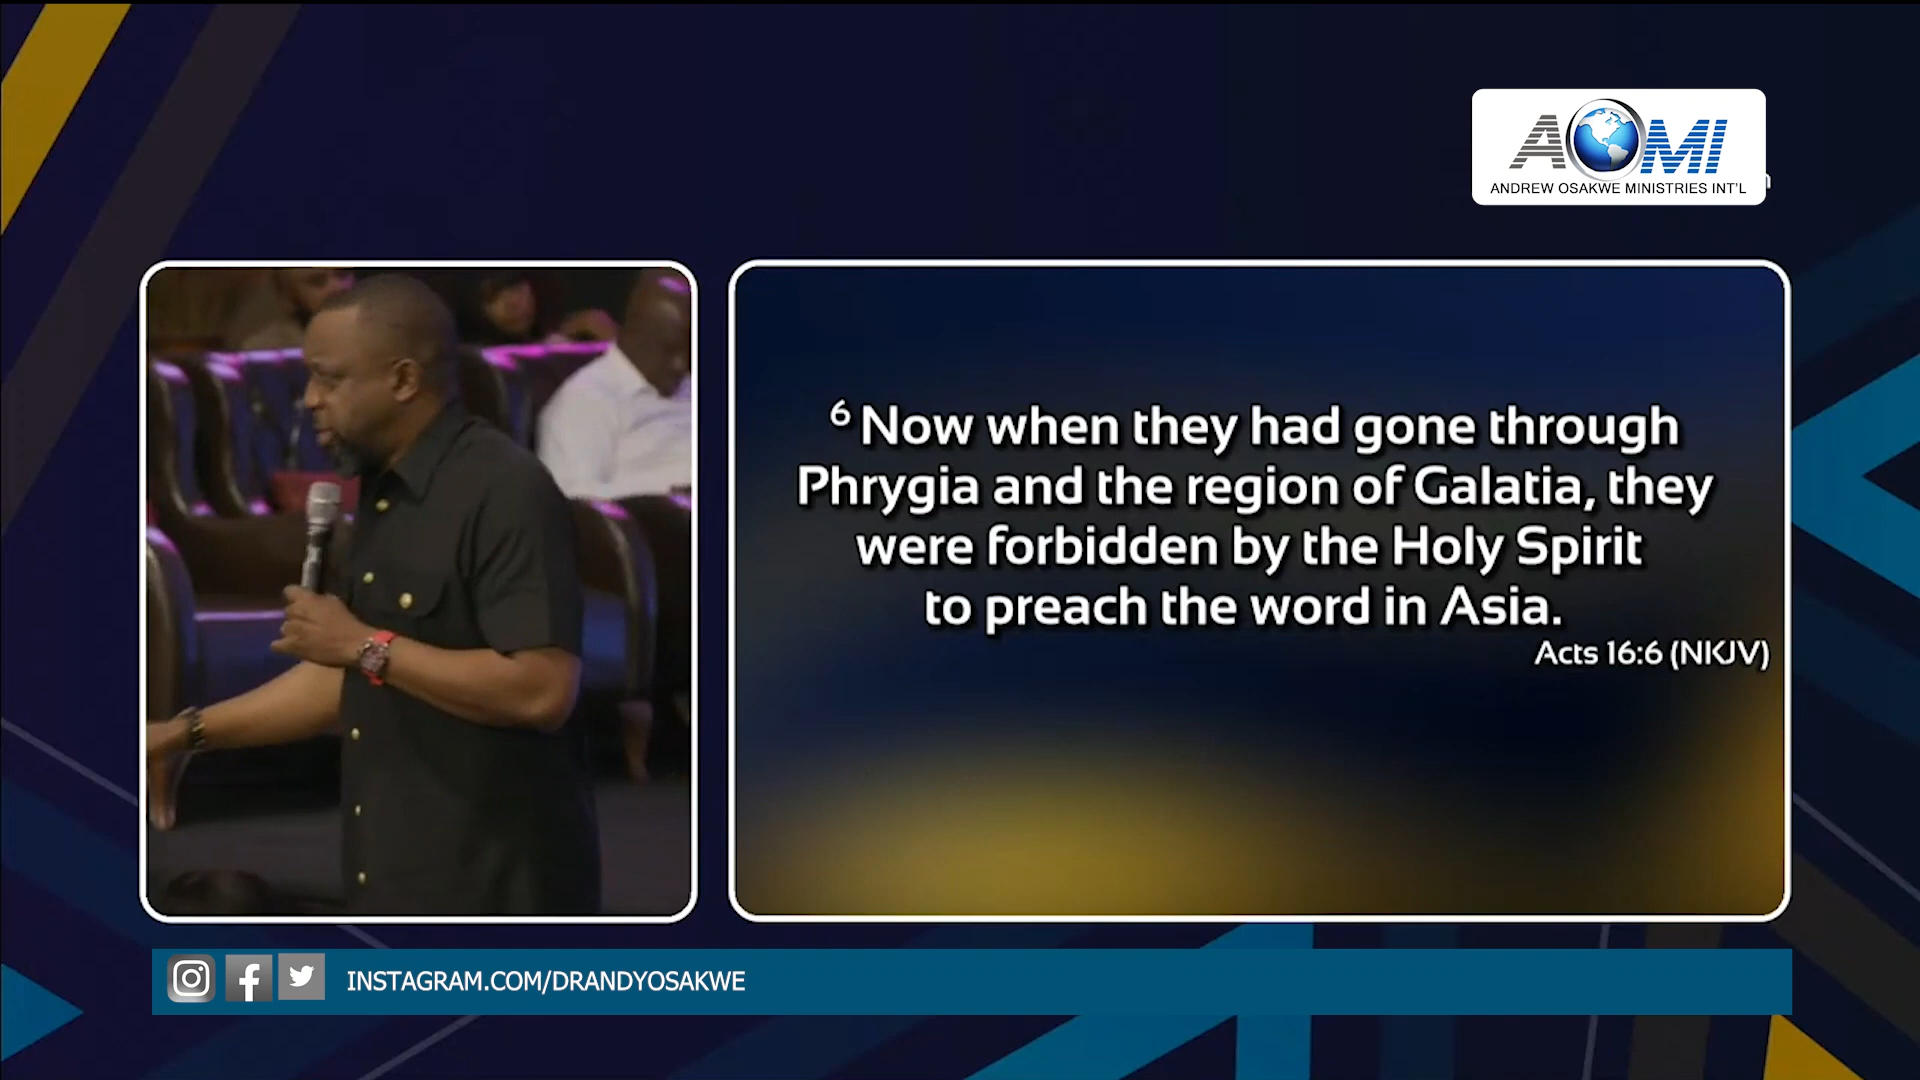 AOMI
ANDREW OSAKWE MINISTRIES INT'L
6 Now when they had gone through
Phrygia and the region of Galatia, they
were forbidden by the Holy Spirit
to preach the word in Asia.
Acts 16:6 (NKJV)
INSTAGRAM.COM/DRANDYOSAKWE